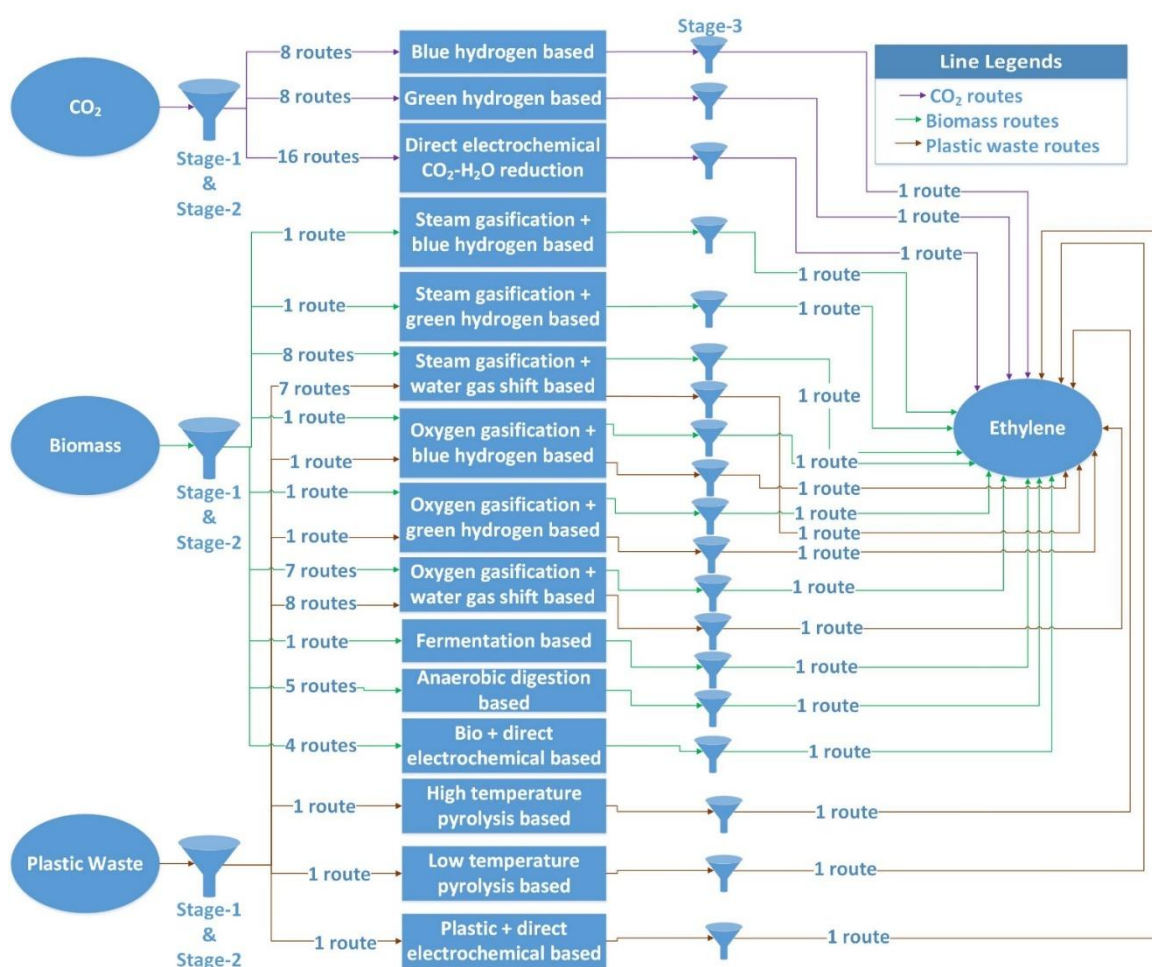 Stage-3
Line Legends
CO₂ routes
Biomass routes
Plastic waste routes
CO₂
Stage-1
&
Stage-2
8 routes
Blue hydrogen based
1 route
8 routes
Green hydrogen based
1 route
16 routes
Direct electrochemical
CO₂-H₂O reduction
1 route
Biomass
Stage-1
&
Stage-2
1 route
Steam gasification +
blue hydrogen based
1 route
1 route
Steam gasification +
green hydrogen based
1 route
8 routes
7 routes
Steam gasification +
water gas shift based
1 route
1 route
1 route
1 route
Oxygen gasification +
blue hydrogen based
1 route
1 route
1 route
1 route
Oxygen gasification +
green hydrogen based
1 route
1 route
7 routes
8 routes
Oxygen gasification +
water gas shift based
1 route
1 route
1 route
Fermentation based
1 route
5 routes
Anaerobic digestion
based
1 route
4 routes
Bio + direct
electrochemical based
1 route
Plastic Waste
Stage-1
&
Stage-2
1 route
High temperature
pyrolysis based
1 route
1 route
Low temperature
pyrolysis based
1 route
1 route
Plastic + direct
electrochemical based
1 route
Ethylene